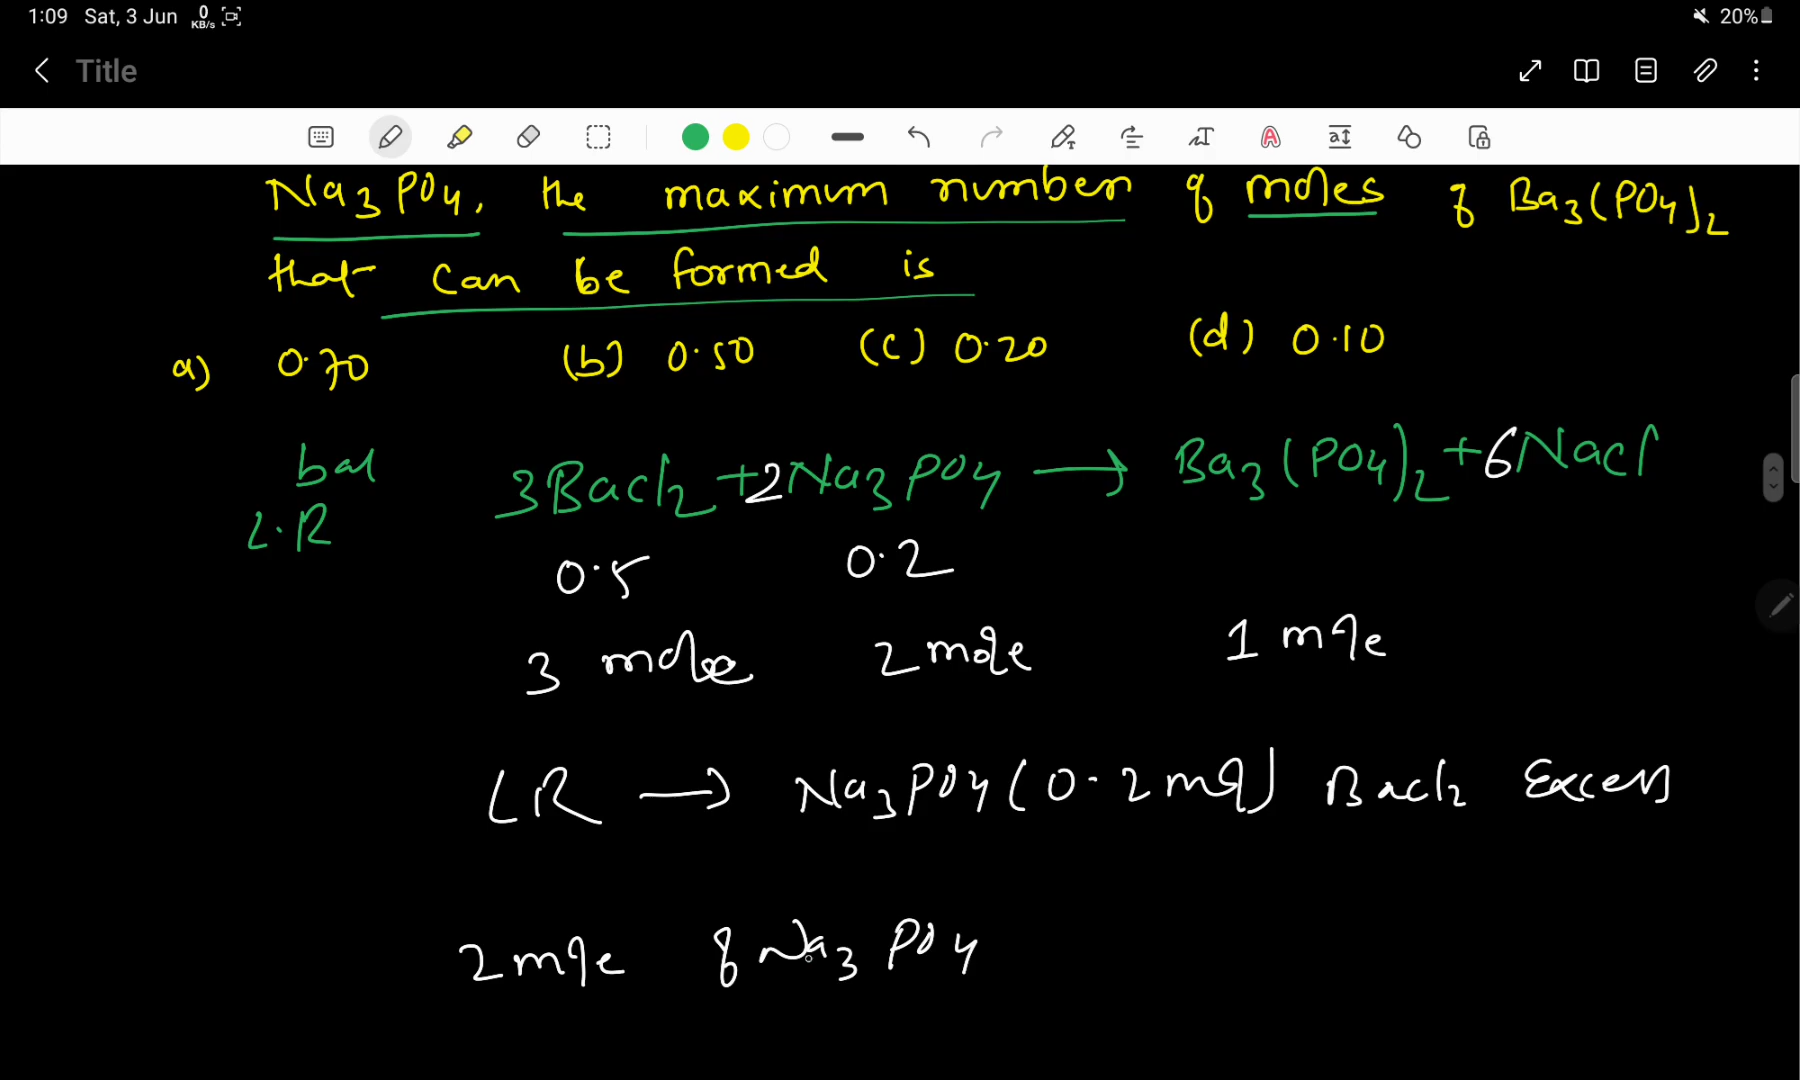 1:09 Sat, 3 Jun 0 KB/s 20%
Title
Na3PO4, the maximum number of moles of Ba3(PO4)2
that can be formed is
a) 0.70 (b) 0.50 (c) 0.20 (d) 0.10
bal 3BaCl2 + 2Na3PO4 → Ba3(PO4)2 + 6NaCl
L.R
0.5 0.2
3 mole 2 mole 1 mole
LR → Na3PO4 (0.2 mol) BaCl2 Excess
2 mole of Na3PO4